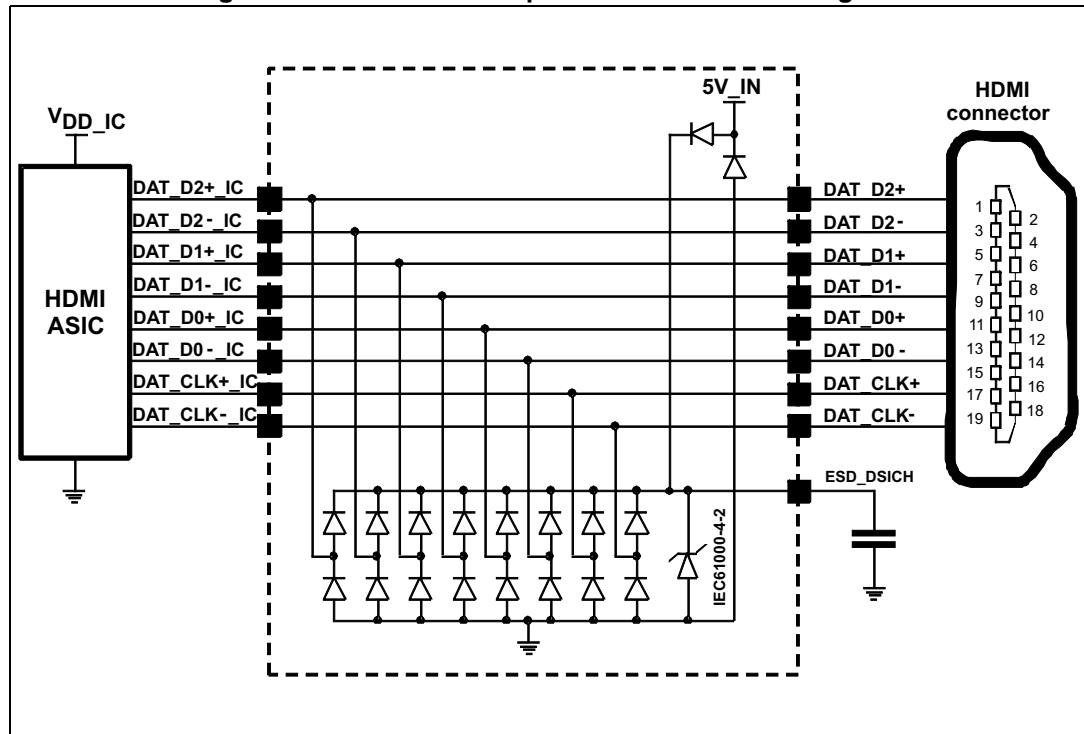 5V_IN
HDMI
connector
VDD_IC
DAT_D2+_IC
DAT_D2-_IC
DAT_D1+_IC
DAT_D1-_IC
DAT_D0+_IC
DAT_D0-_IC
DAT_CLK+_IC
DAT_CLK-_IC
HDMI
ASIC
DAT_D2+
DAT_D2-
DAT_D1+
DAT_D1-
DAT_D0+
DAT_D0-
DAT_CLK+
DAT_CLK-
ESD_DSICH
IEC61000-4-2
1
2
3
4
5
6
7
8
9
10
11
12
13
14
15
16
17
18
19